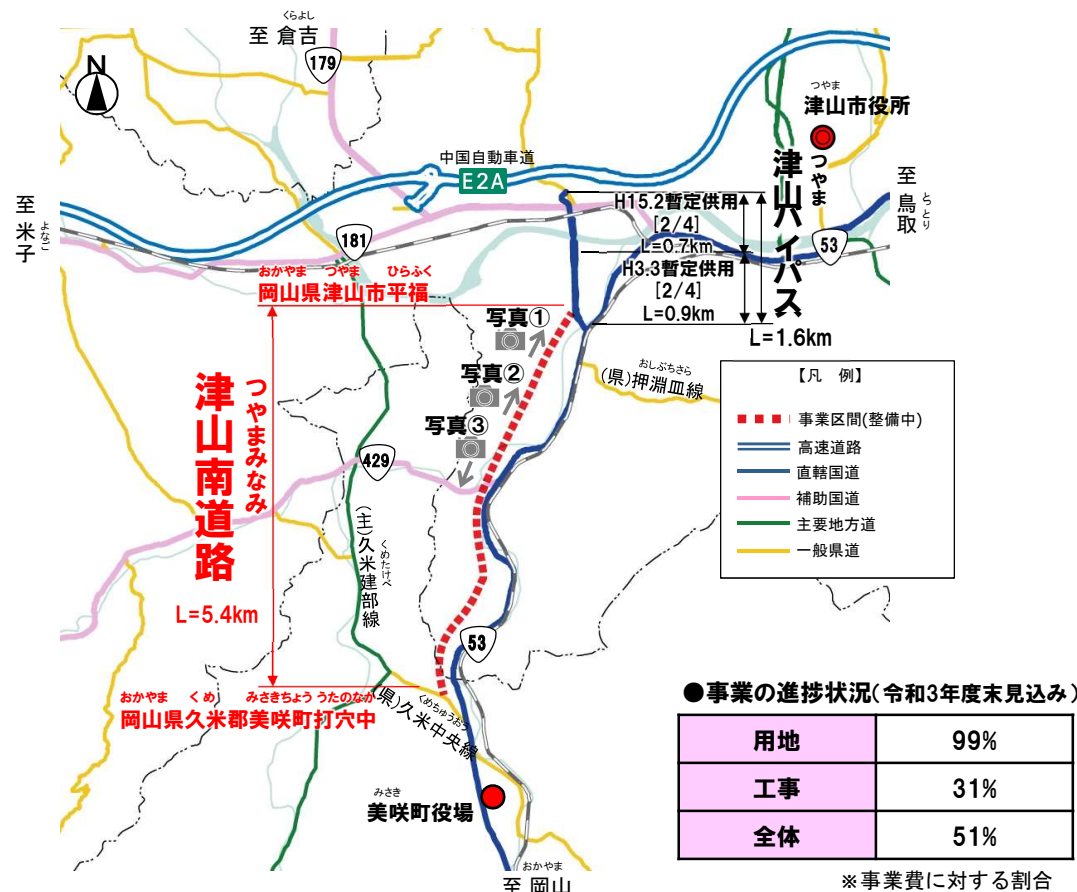 くらよし
至 倉吉
179
N
つやま
津山市役所
中国自動車道
E2A
つやま
津山バイパス
至 鳥取
とっとり
至 米子
よなご
H15.2暫定供用
[2/4]
L=0.7km
181
53
H3.3暫定供用
[2/4]
L=0.9km
おかやま つやま ひらふく
岡山県津山市平福
写真①
L=1.6km
おしぶちさら
(県)押淵皿線
写真②
つやまみなみ
津山南道路
写真③
429
【凡 例】
事業区間(整備中)
高速道路
直轄国道
補助国道
主要地方道
一般県道
(主)久米建部線
くめたけべ
L=5.4km
53
おかやま くめ みさきちょう うたのなか
岡山県久米郡美咲町打穴中
くめちゅうおう
(県)久米中央線
●事業の進捗状況(令和3年度末見込み)
用地 99%
工事 31%
全体 51%
※事業費に対する割合
みさき
美咲町役場
おかやま
至 岡山